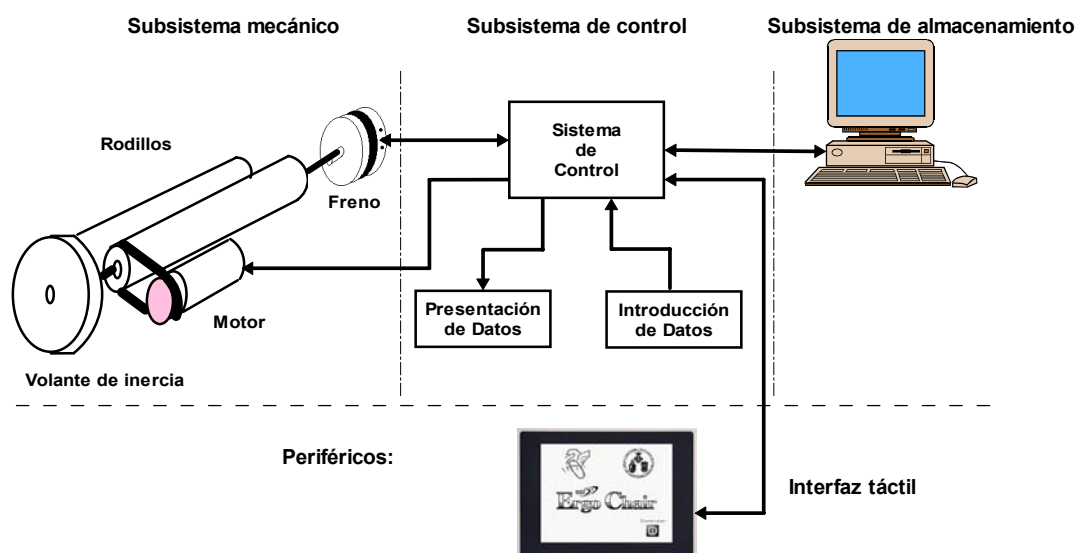 Subsistema mecánico
Subsistema de control
Subsistema de almacenamiento
Rodillos
Freno
Motor
Volante de inercia
Sistema
de
Control
Presentación
de Datos
Introducción
de Datos
Periféricos:
Ergo Chair
Interfaz táctil